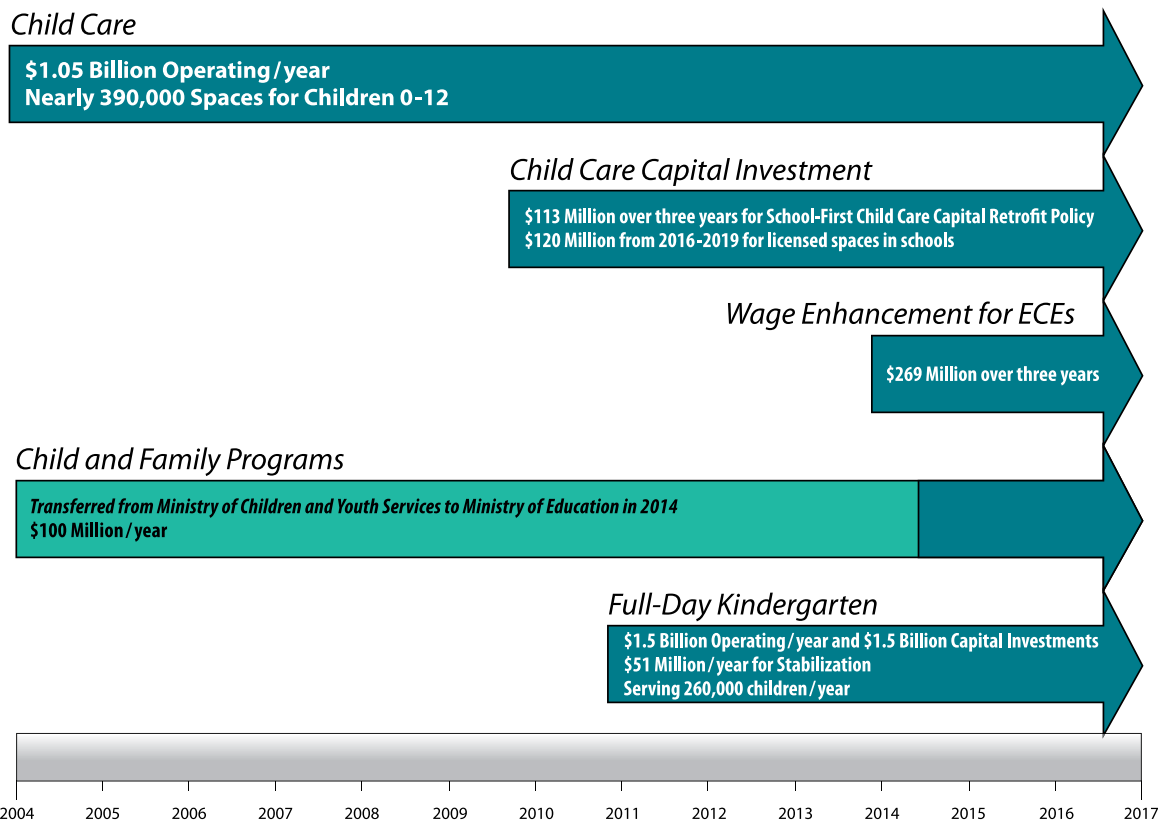 Child Care
$1.05 Billion Operating/year
Nearly 390,000 Spaces for Children 0-12
Child Care Capital Investment
$113 Million over three years for School-First Child Care Capital Retrofit Policy
$120 Million from 2016-2019 for licensed spaces in schools
Wage Enhancement for ECEs
$269 Million over three years
Child and Family Programs
Transferred from Ministry of Children and Youth Services to Ministry of Education in 2014
$100 Million/year
Full-Day Kindergarten
$1.5 Billion Operating/year and $1.5 Billion Capital Investments
$51 Million/year for Stabilization
Serving 260,000 children/year
2004 2005 2006 2007 2008 2009 2010 2011 2012 2013 2014 2015 2016 2017